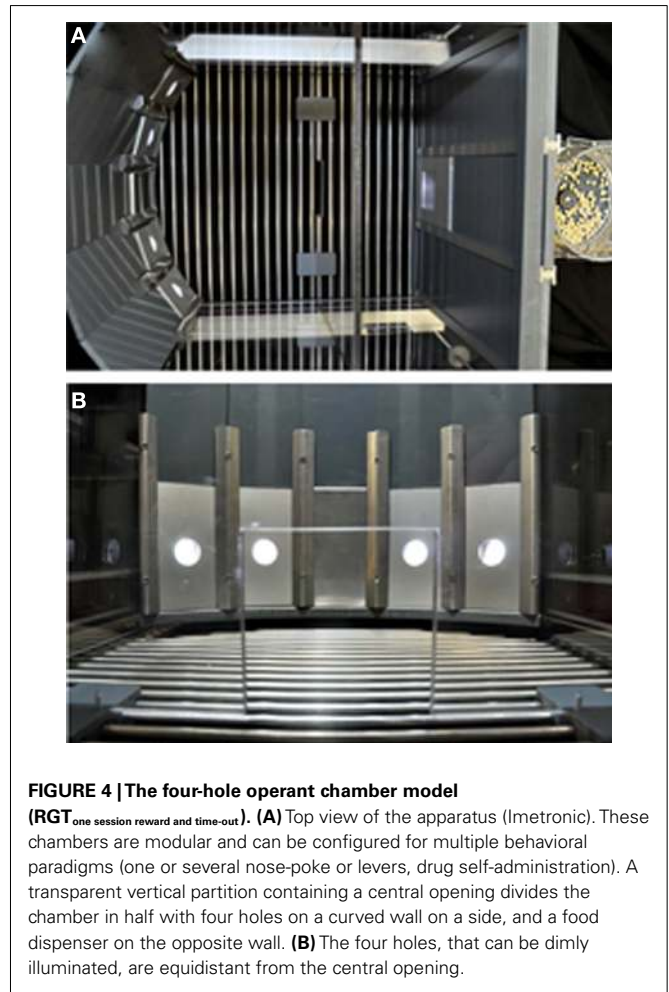 A
B
FIGURE 4 | The four-hole operant chamber model
(RGTone session reward and time-out). (A) Top view of the apparatus (Imetronic). These
chambers are modular and can be configured for multiple behavioral
paradigms (one or several nose-poke or levers, drug self-administration). A
transparent vertical partition containing a central opening divides the
chamber in half with four holes on a curved wall on a side, and a food
dispenser on the opposite wall. (B) The four holes, that can be dimly
illuminated, are equidistant from the central opening.